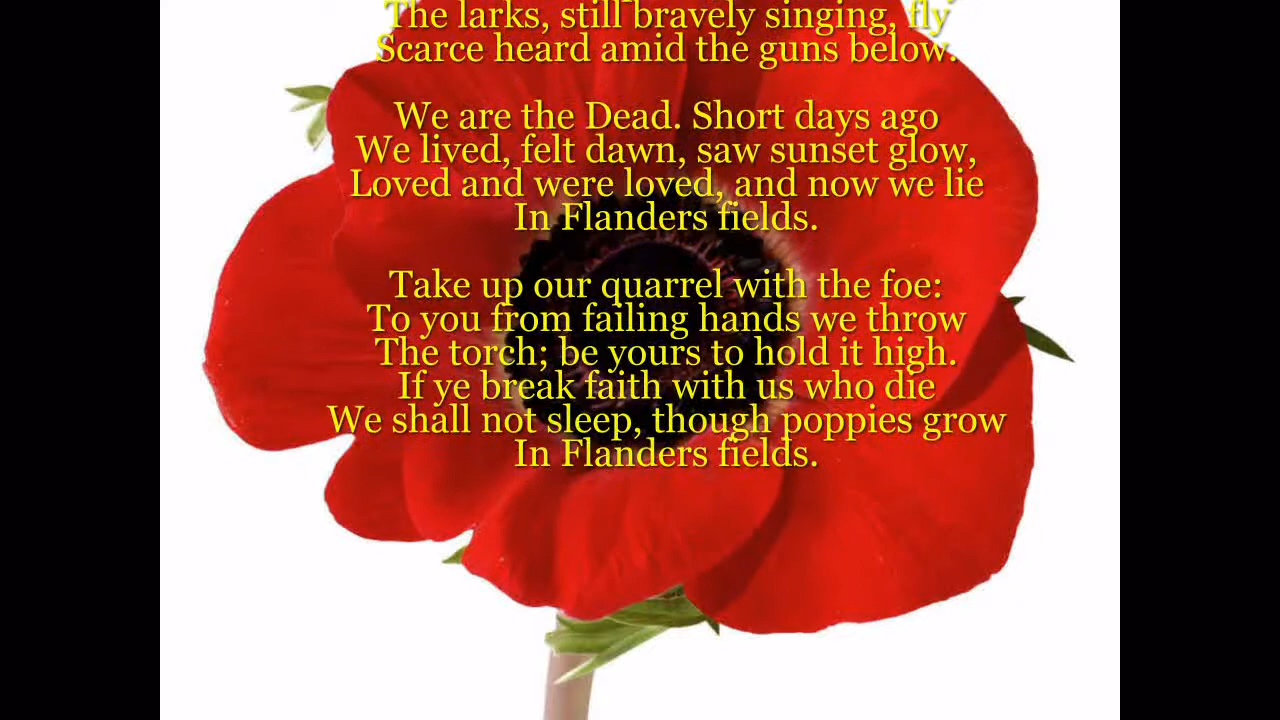 The larks, still bravely singing, fly
Scarce heard amid the guns below.
We are the Dead. Short days ago
We lived, felt dawn, saw sunset glow,
Loved and were loved, and now we lie
In Flanders fields.
Take up our quarrel with the foe:
To you from failing hands we throw
The torch; be yours to hold it high.
If ye break faith with us who die
We shall not sleep, though poppies grow
In Flanders fields.